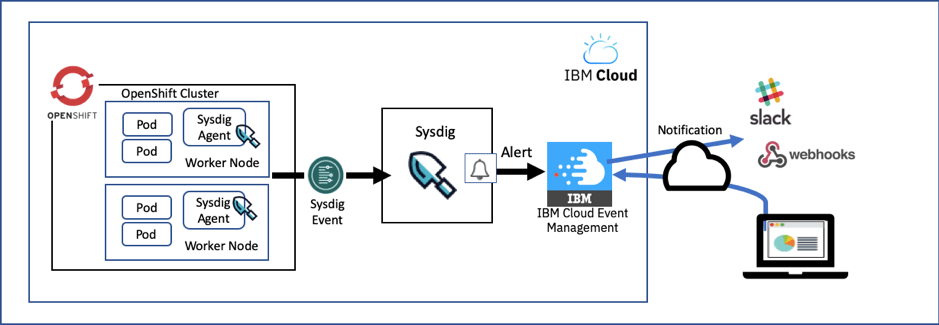 IBM Cloud
OPENSHIFT
OpenShift Cluster
Pod
Pod
Sysdig
Agent
Worker Node
Pod
Pod
Sysdig
Agent
Worker Node
Sysdig
Event
Sysdig
Alert
IBM
IBM Cloud Event
Management
Notification
slack
webhooks